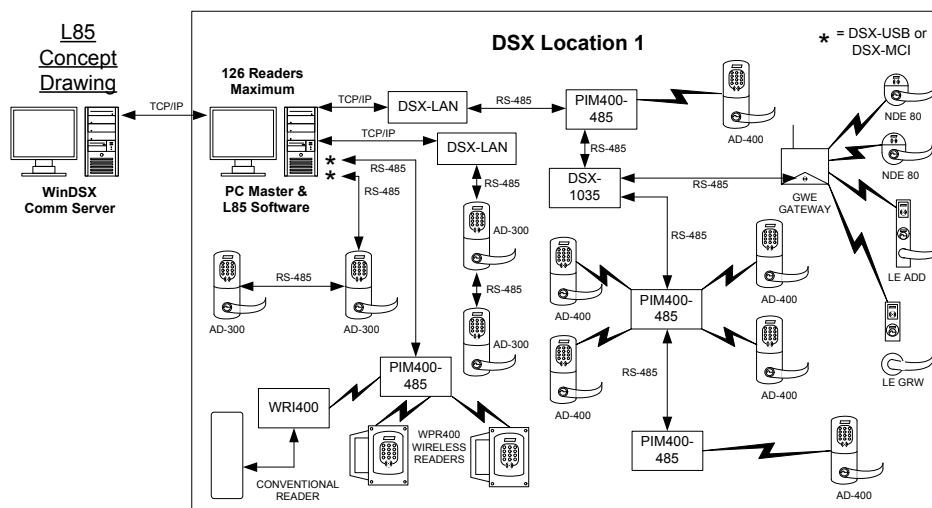 L85
Concept
Drawing
DSX Location 1
* = DSX-USB or
DSX-MCI
126 Readers
Maximum
TCP/IP
TCP/IP
DSX-LAN
RS-485
PIM400-
485
AD-400
NDE 80
TCP/IP
DSX-LAN
RS-485
NDE 80
*
*
RS-485
RS-485
WinDSX
Comm Server
PC Master &
L85 Software
RS-485
DSX-
1035
RS-485
GWE
GATEWAY
AD-300
RS-485
LE ADD
RS-485
AD-300
AD-300
RS-485
AD-300
AD-400
PIM400-
485
AD-400
AD-400
AD-400
LE GRW
PIM400-
485
RS-485
WRI400
WPR400
WIRELESS
READERS
CONVENTIONAL
READER
PIM400-
485
AD-400